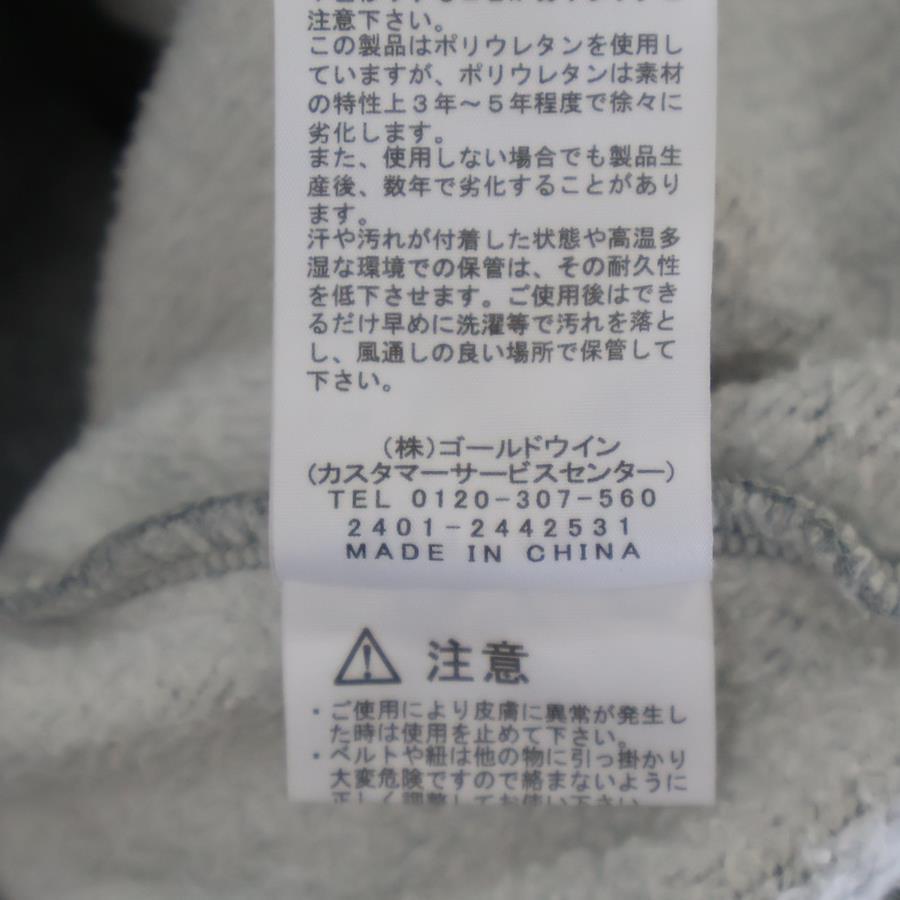 注意下さい。
この製品はポリウレタンを使用し
ていますが、ポリウレタンは素材
の特性上3年～5年程度で徐々に
劣化します。
また、使用しない場合でも製品生
産後、数年で劣化することがあり
ます。
汗や汚れが付着した状態や高温多
湿な環境での保管は、その耐久性
を低下させます。ご使用後はでき
るだけ早めに洗濯等で汚れを落と
し、風通しの良い場所で保管して
下さい。
(株)ゴールドウイン
(カスタマーサービスセンター)
TEL 0120-307-560
2401-2442531
MADE IN CHINA
⚠ 注意
・ご使用により皮膚に異常が発生し
た時は使用を止めて下さい。
・ベルトや紐は他の物に引っ掛かり
大変危険ですので絡まないように
正しく調整してお使い下さい。